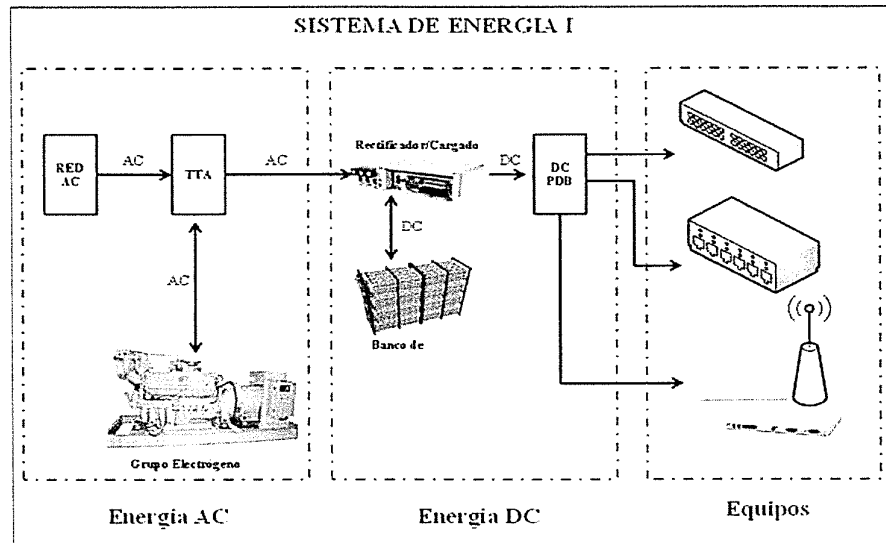 SISTEMA DE ENERGIA I
RED
AC
AC
TTA
AC
AC
Grupo Electrógeno
Energia AC
Rectificador/Cargado
DC
DC
Banco de
DC
PDB
Energia DC
Equipos